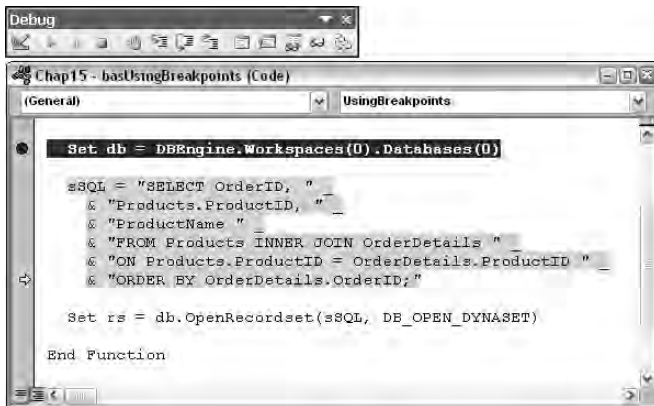 Debug
Chap15 - basUsingBreakpoints (Code)
(General)
UsingBreakpoints
Set db = DBEngine.Workspaces(0).Databases(0)
sSQL = "SELECT OrderID, " _
& "Products.ProductID, " _
& "ProductName " _
& "FROM Products INNER JOIN OrderDetails " _
& "ON Products.ProductID = OrderDetails.ProductID " _
& "ORDER BY OrderDetails.OrderID;"
Set rs = db.OpenRecordset(sSQL, DB_OPEN_DYNASET)
End Function